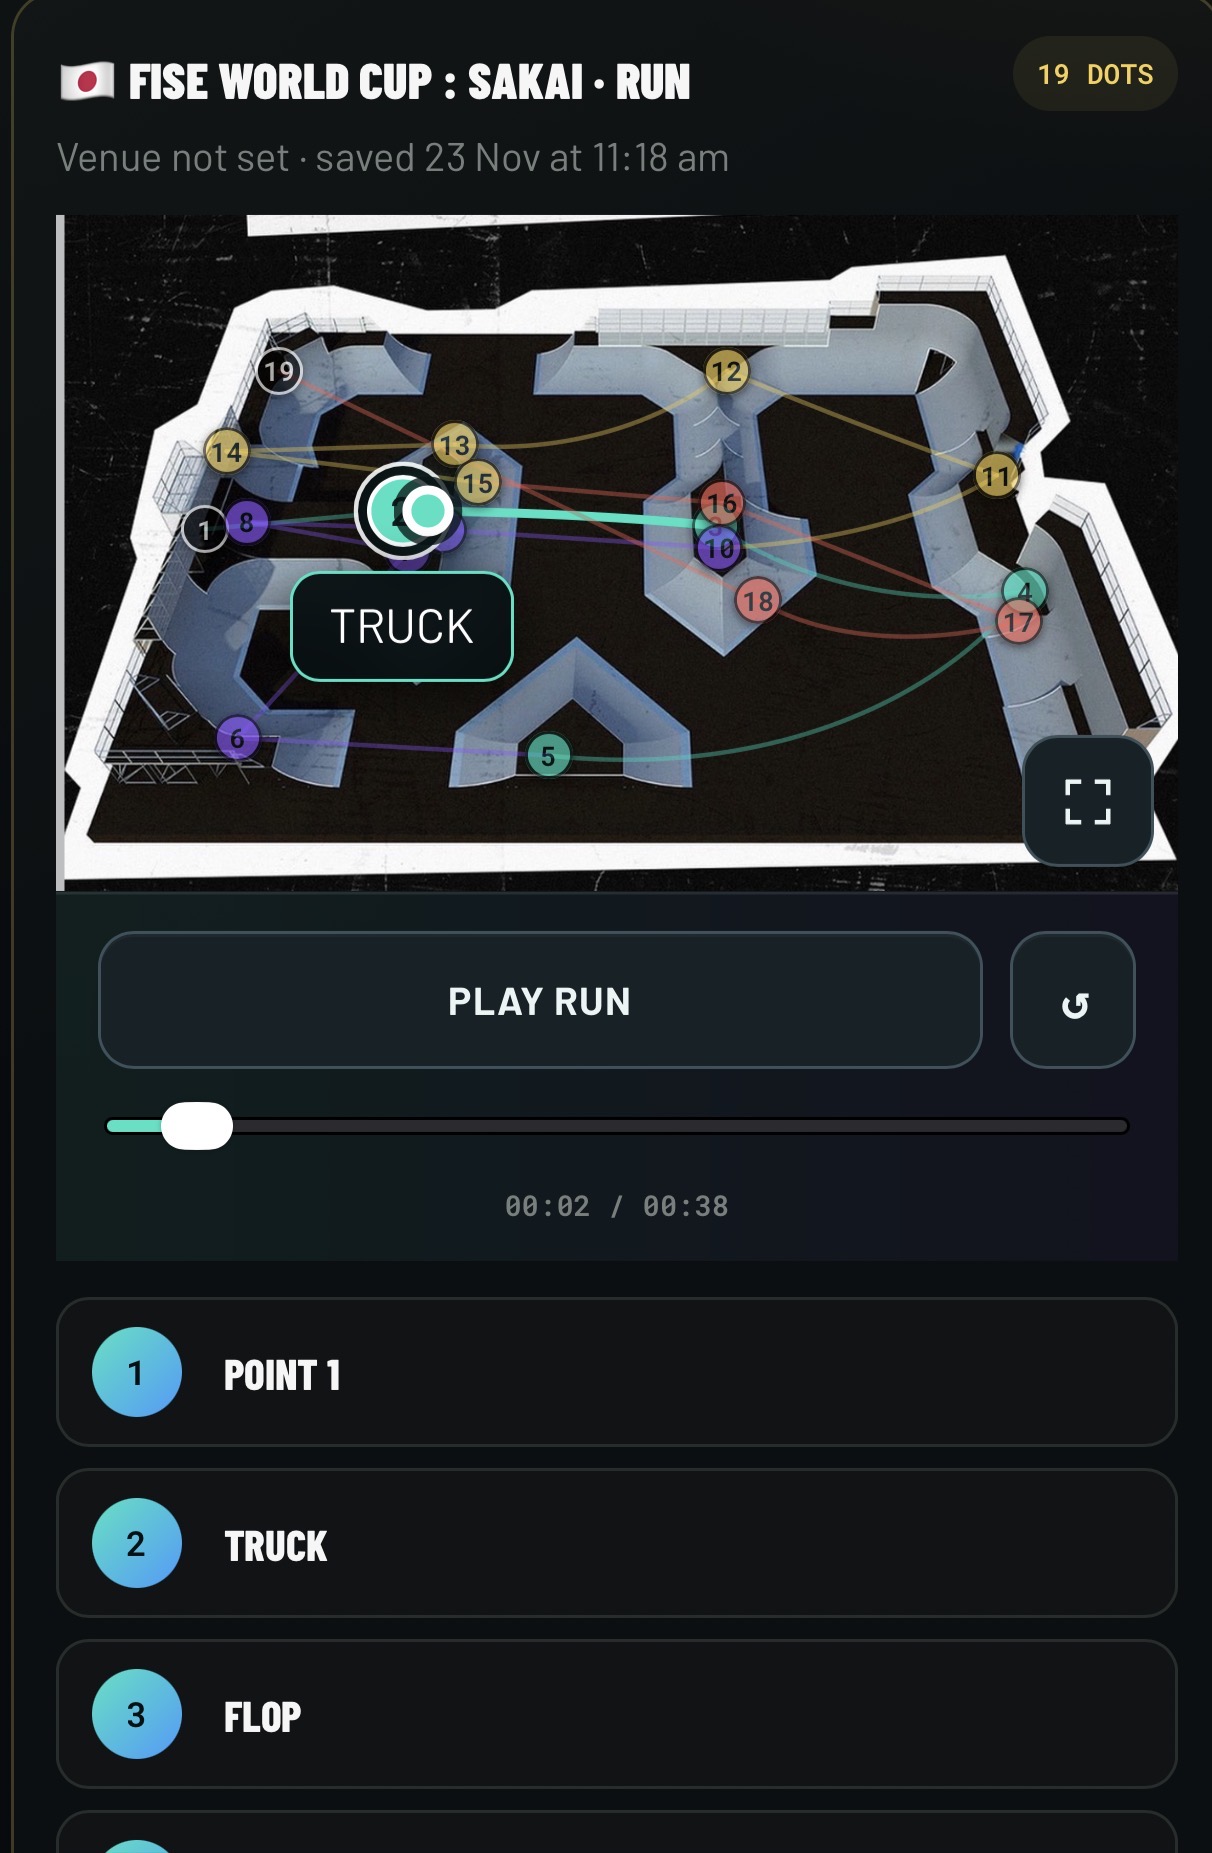 FISE WORLD CUP : SAKAI · RUN
19 DOTS
Venue not set · saved 23 Nov at 11:18 am
19
12
13
14
11
15
16
1
8
2
10
4
18
17
TRUCK
6
5
PLAY RUN
↺
00:02 / 00:38
1
POINT 1
2
TRUCK
3
FLOP